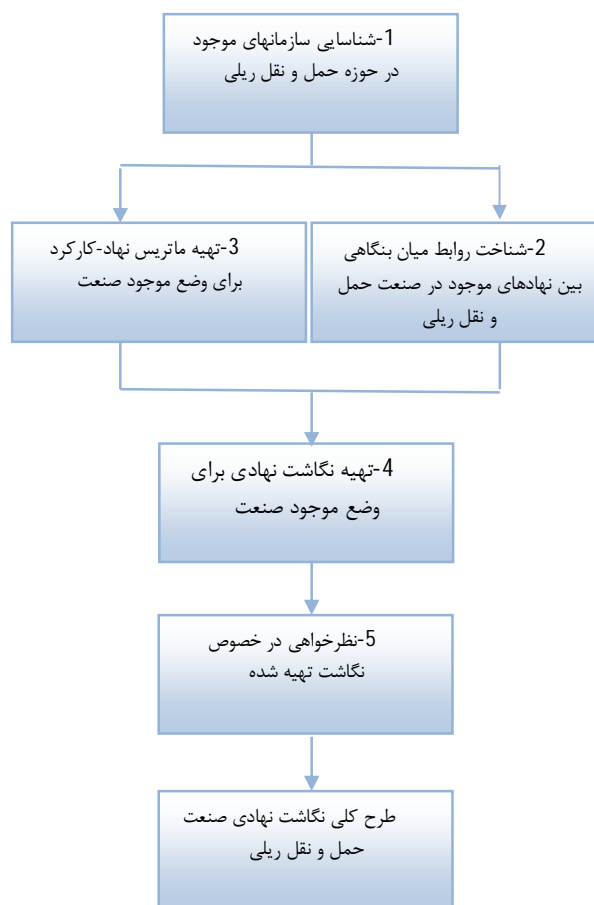 1-شناسایی سازمانهای موجود
در حوزه حمل و نقل ریلی
2-شناخت روابط میان بنگاهی
بین نهادهای موجود در صنعت حمل
و نقل ریلی
3-تهیه ماتریس نهاد-کارکرد
برای وضع موجود صنعت
4-تهیه نگاشت نهادی برای
وضع موجود صنعت
5-نظرخواهی در خصوص
نگاشت تهیه شده
طرح کلی نگاشت نهادی صنعت
حمل و نقل ریلی